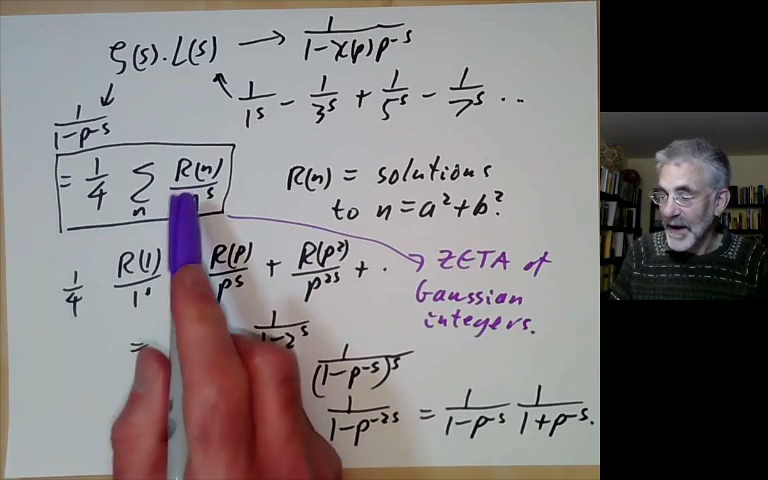 ζ(s)·L(s) → 1/(1-χ(p)p^-s)
1/1^s - 1/3^s + 1/5^s - 1/7^s ...
1/(1-p^-s)
= 1/4 Σ_n R(n)/n^s
R(n) = solutions
to n=a²+b².
1/4 R(1)/1^s R(p)/p^s + R(p²)/p^2s + .
→ ZETA of
Gaussian
integers.
= 1/(1-2^s
1/(1-p^-s)^s
1/(1-p^-2s) = 1/(1-p^-s) 1/(1+p^-s).